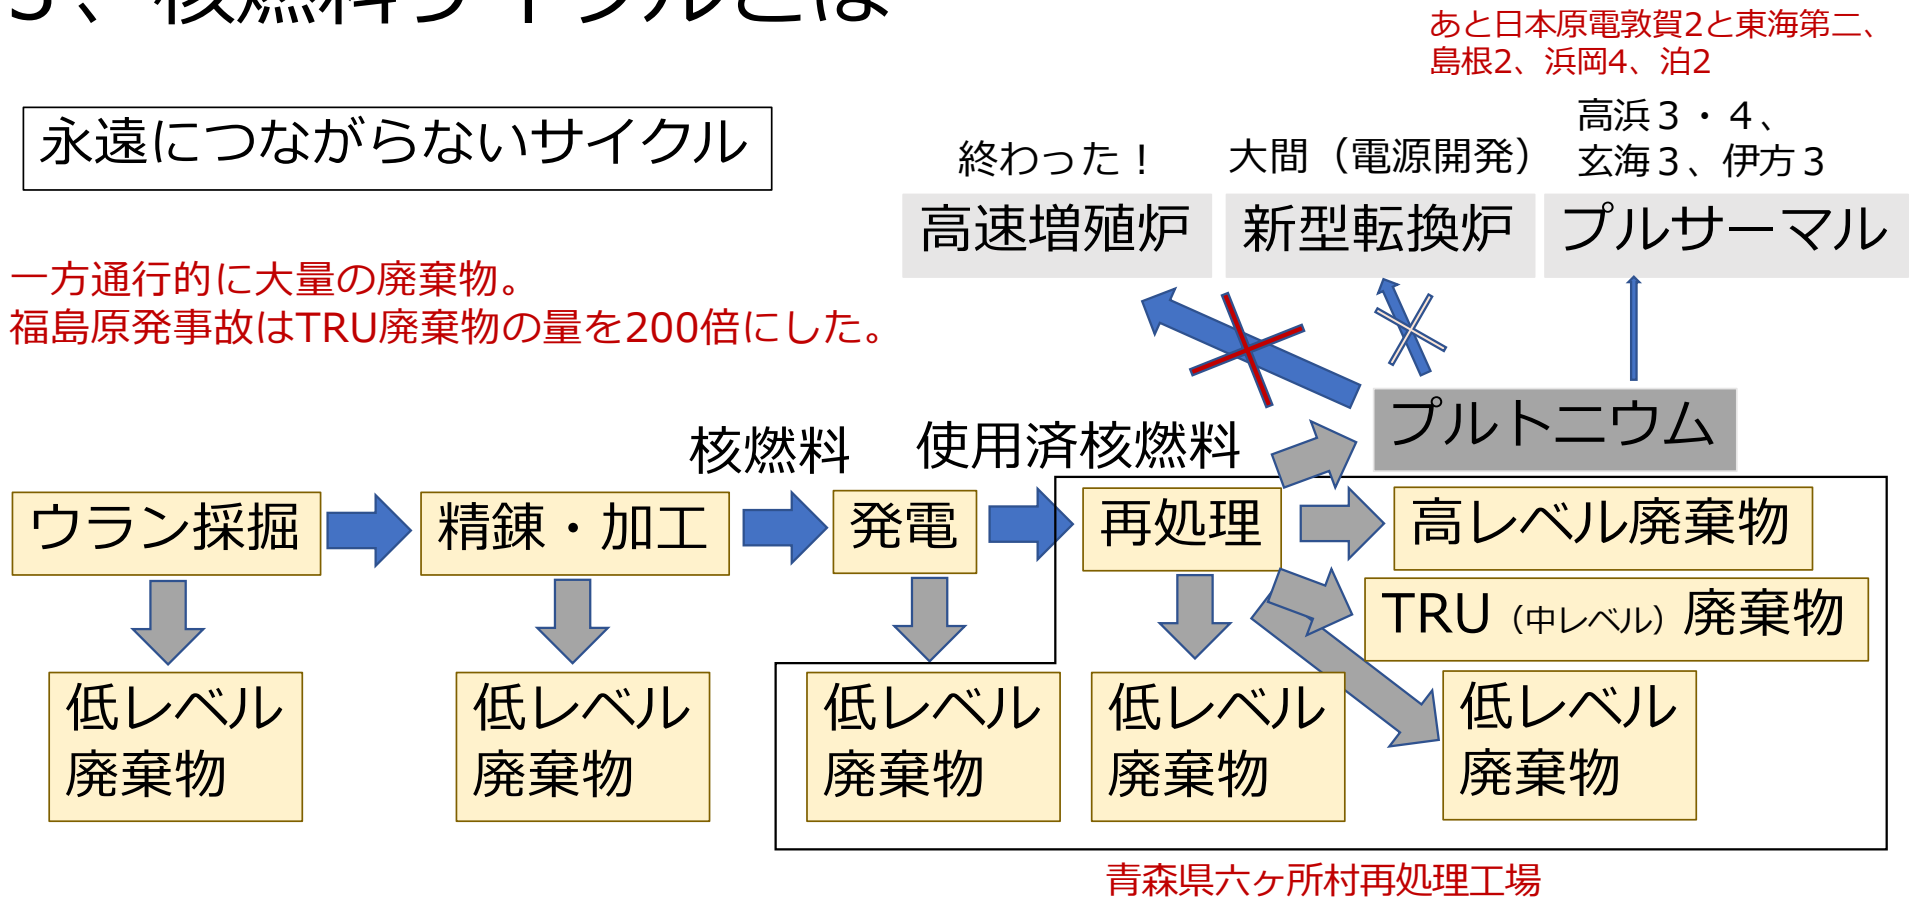 、核燃料サイクルとは
あと日本原電敦賀2と東海第二、
島根2、浜岡4、泊2
永遠につながらないサイクル
終わった！
大間（電源開発）
高浜３・４、
玄海３、伊方３
高速増殖炉
新型転換炉
プルサーマル
一方通行的に大量の廃棄物。
福島原発事故はTRU廃棄物の量を200倍にした。
プルトニウム
核燃料
使用済核燃料
ウラン採掘
精錬・加工
発電
再処理
高レベル廃棄物
TRU（中レベル）廃棄物
低レベル
廃棄物
低レベル
廃棄物
低レベル
廃棄物
低レベル
廃棄物
低レベル
廃棄物
青森県六ヶ所村再処理工場